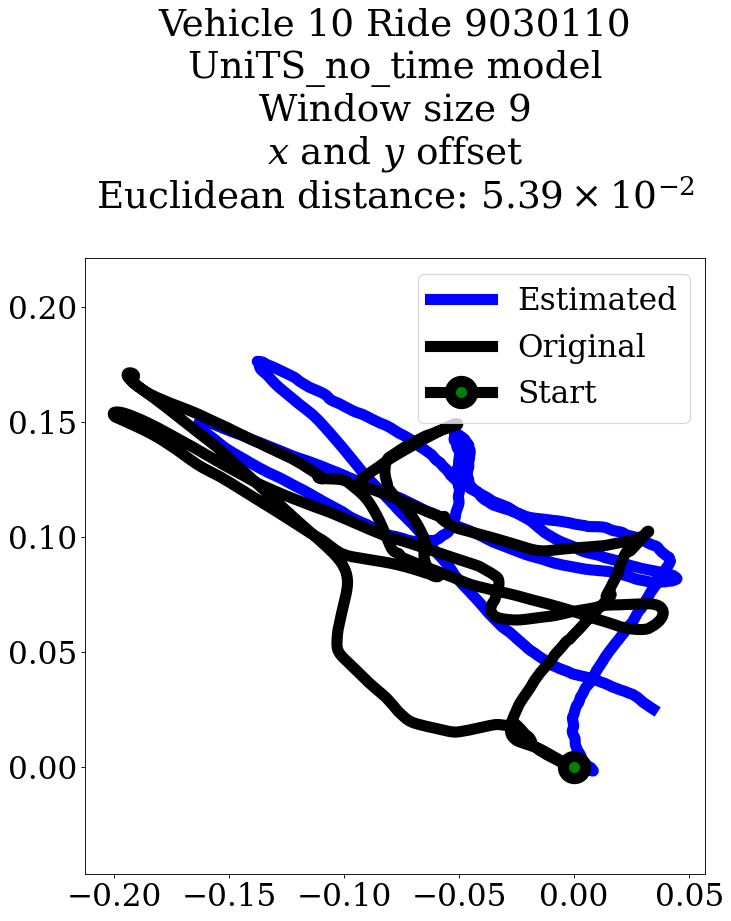 Vehicle 10 Ride 9030110
UniTS_no_time model
Window size 9
x and y offset
Euclidean distance: 5.39 × 10⁻²
Estimated
Original
Start
0.20
0.15
0.10
0.05
0.00
−0.20 −0.15 −0.10 −0.05 0.00 0.05